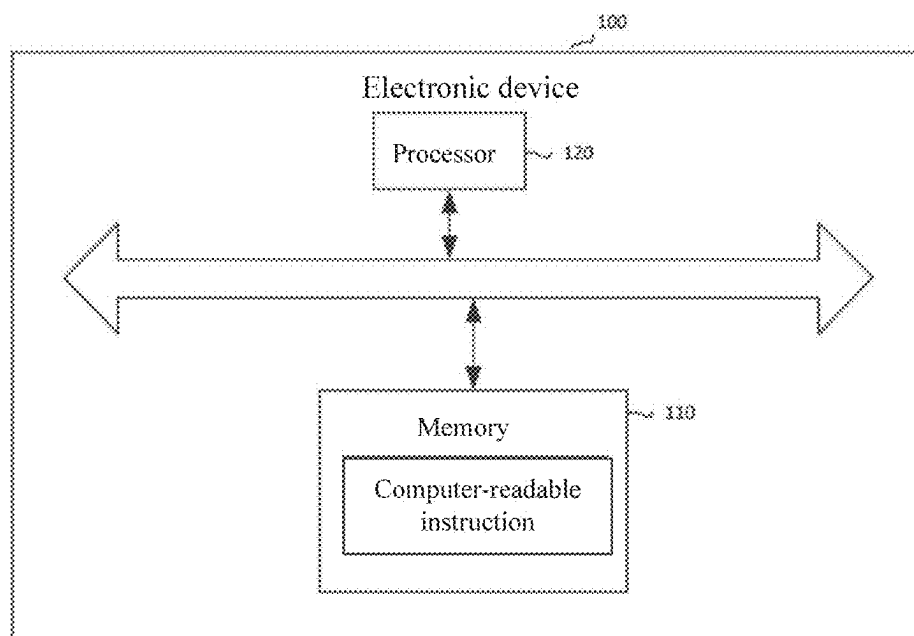 100
Electronic device
Processor
120
110
Memory
Computer-readable
instruction